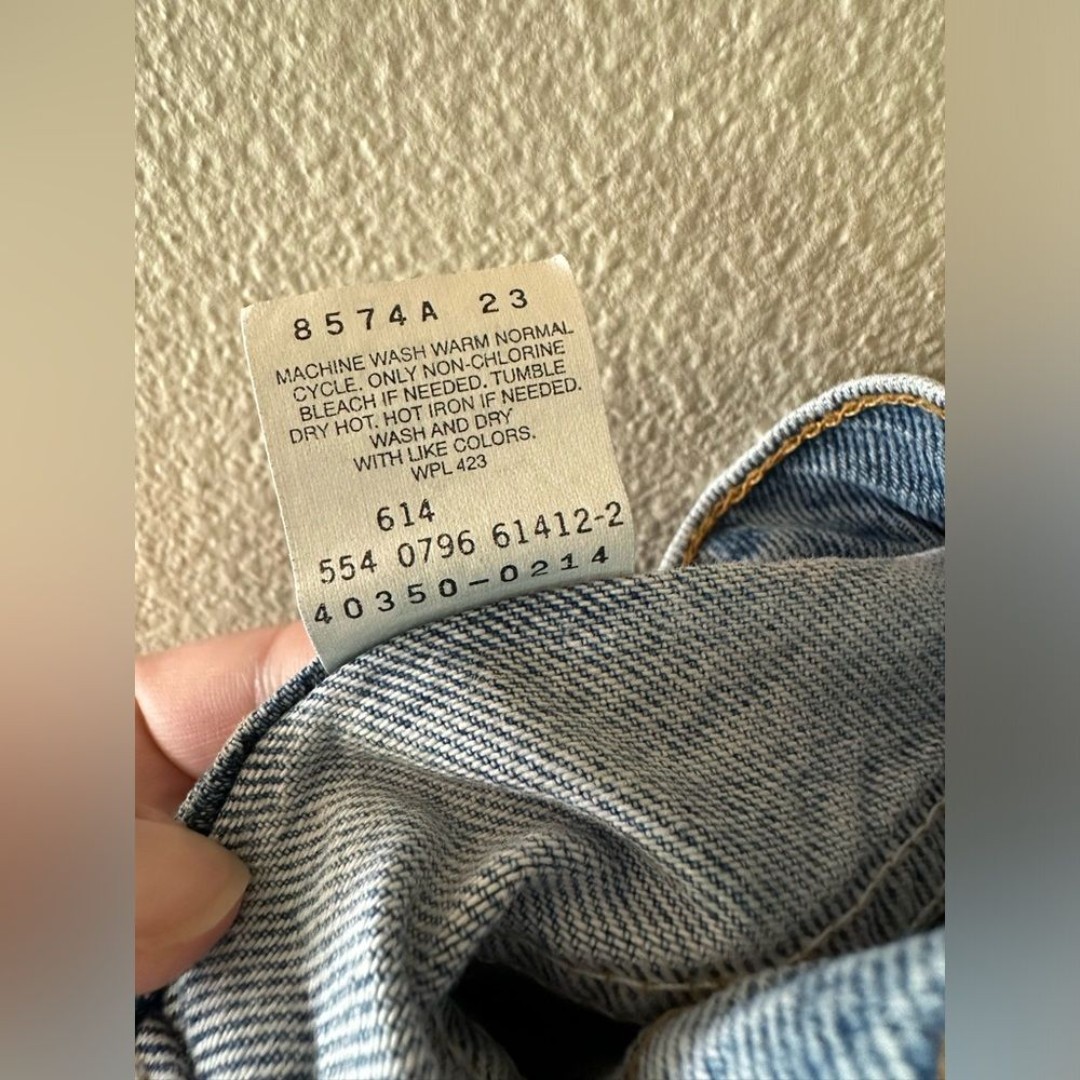 8574A 23
MACHINE WASH WARM NORMAL
CYCLE. ONLY NON-CHLORINE
BLEACH IF NEEDED. TUMBLE
DRY HOT. HOT IRON IF NEEDED.
WASH AND DRY
WITH LIKE COLORS.
WPL 423
614
554 0796 61412-2
40350-0214